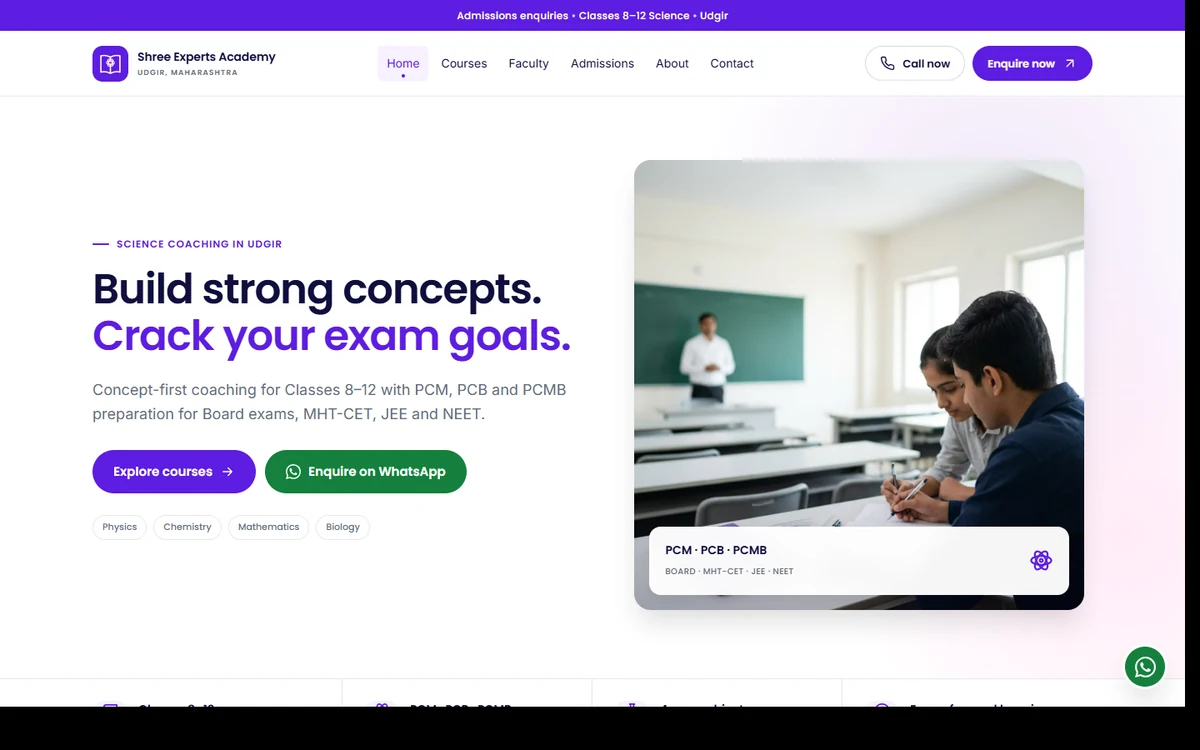 Admissions enquiries • Classes 8–12 Science • Udgir
Shree Experts Academy
UDGIR, MAHARASHTRA
Home
Courses
Faculty
Admissions
About
Contact
Call now
Enquire now
SCIENCE COACHING IN UDGIR
Build strong concepts.
Crack your exam goals.
Concept-first coaching for Classes 8–12 with PCM, PCB and PCMB
preparation for Board exams, MHT-CET, JEE and NEET.
Explore courses
Enquire on WhatsApp
Physics
Chemistry
Mathematics
Biology
PCM · PCB · PCMB
BOARD · MHT-CET · JEE · NEET